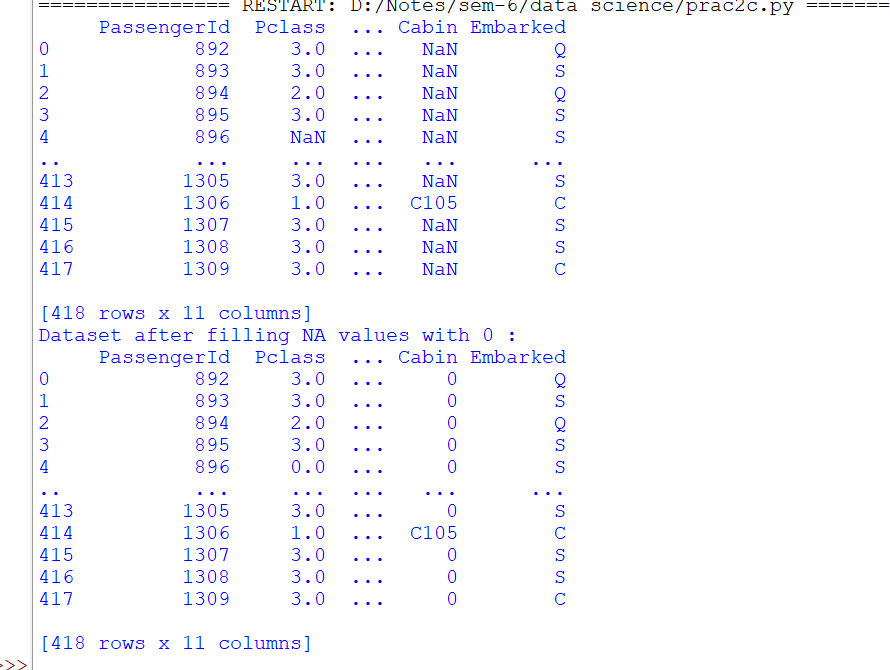 ================ RESTART: D:/Notes/sem-6/data science/prac2c.py =======
PassengerId Pclass ... Cabin Embarked
0 892 3.0 ... NaN Q
1 893 3.0 ... NaN S
2 894 2.0 ... NaN Q
3 895 3.0 ... NaN S
4 896 NaN ... NaN S
.. ... ... ... ... ...
413 1305 3.0 ... NaN S
414 1306 1.0 ... C105 C
415 1307 3.0 ... NaN S
416 1308 3.0 ... NaN S
417 1309 3.0 ... NaN C
[418 rows x 11 columns]
Dataset after filling NA values with 0 :
PassengerId Pclass ... Cabin Embarked
0 892 3.0 ... 0 Q
1 893 3.0 ... 0 S
2 894 2.0 ... 0 Q
3 895 3.0 ... 0 S
4 896 0.0 ... 0 S
.. ... ... ... ... ...
413 1305 3.0 ... 0 S
414 1306 1.0 ... C105 C
415 1307 3.0 ... 0 S
416 1308 3.0 ... 0 S
417 1309 3.0 ... 0 C
[418 rows x 11 columns]
>>>